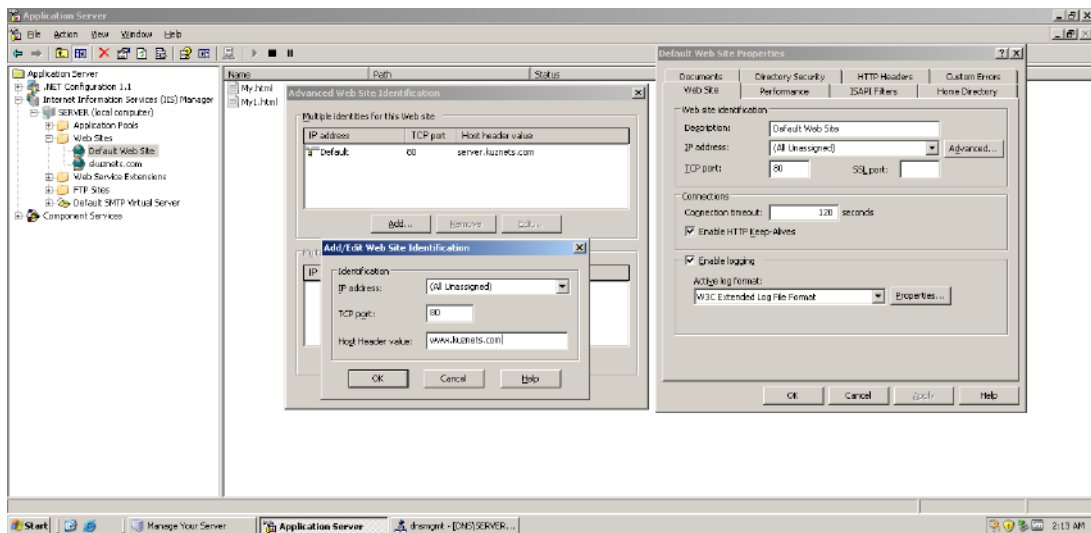 Application Server
File Action View Window Help
Application Server
.NET Configuration 1.1
Internet Information Services (IIS) Manager
SERVER (local computer)
Application Pools
Web Sites
Default Web Site
skuznets.com
Web Service Extensions
FTP Sites
Default SMTP Virtual Server
Component Services
Name Path Status
My.html
My1.html
Advanced Web Site Identification
Multiple identities for this Web site
IP address TCP port Host header value
Default 80 server.kuznets.com
Add... Remove Edit...
IP
Add/Edit Web Site Identification
Identification
IP address: (All Unassigned)
TCP port: 80
Host Header value: www.kuznets.com
OK Cancel Help
Default Web Site Properties
Documents Directory Security HTTP Headers Custom Errors
Web Site Performance ISAPI Filters Home Directory
Web site identification
Description: Default Web Site
IP address: (All Unassigned) Advanced...
TCP port: 80 SSL port:
Connections
Connection timeout: 120 seconds
Enable HTTP Keep-Alives
Enable logging
Active log format:
W3C Extended Log File Format Properties...
OK Cancel Apply Help
Start Manage Your Server Application Server dnsmgmt - [DNS\SERVER... 2:13 AM